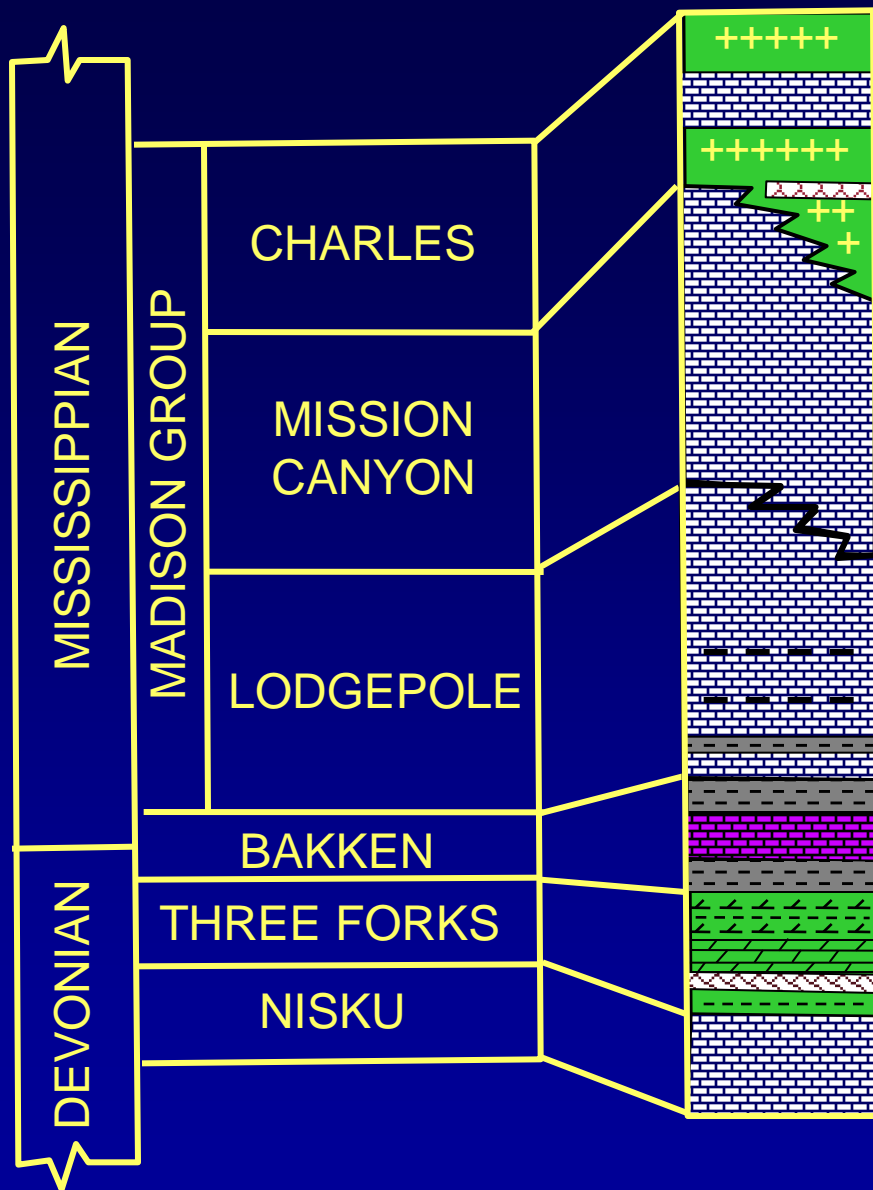 MISSISSIPPIAN
DEVONIAN
MADISON GROUP
CHARLES
MISSION
CANYON
LODGEPOLE
BAKKEN
THREE FORKS
NISKU